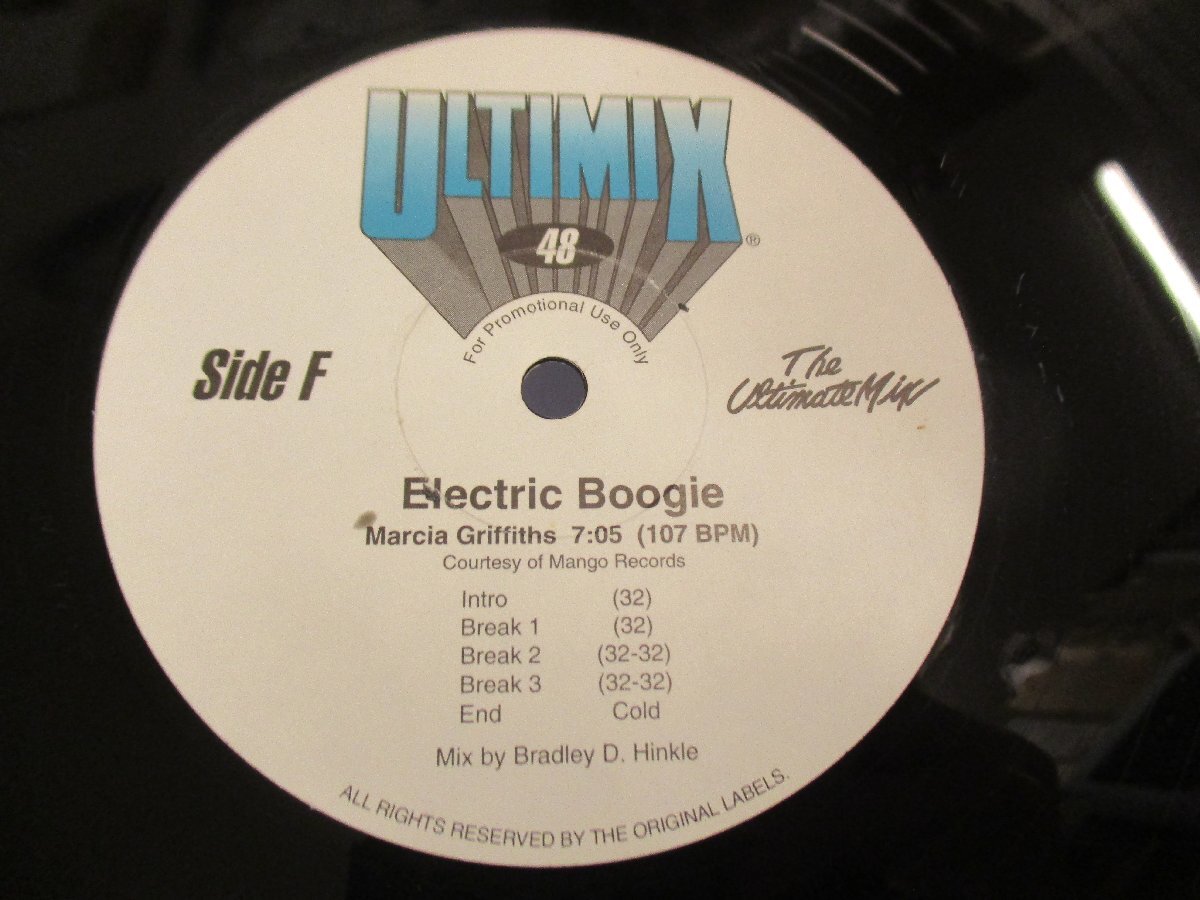 ULTIMIX
48
®
For Promotional Use Only
Side F
The
Ultimate Mix
Electric Boogie
Marcia Griffiths 7:05 (107 BPM)
Courtesy of Mango Records
Intro (32)
Break 1 (32)
Break 2 (32-32)
Break 3 (32-32)
End Cold
Mix by Bradley D. Hinkle
ALL RIGHTS RESERVED BY THE ORIGINAL LABELS.